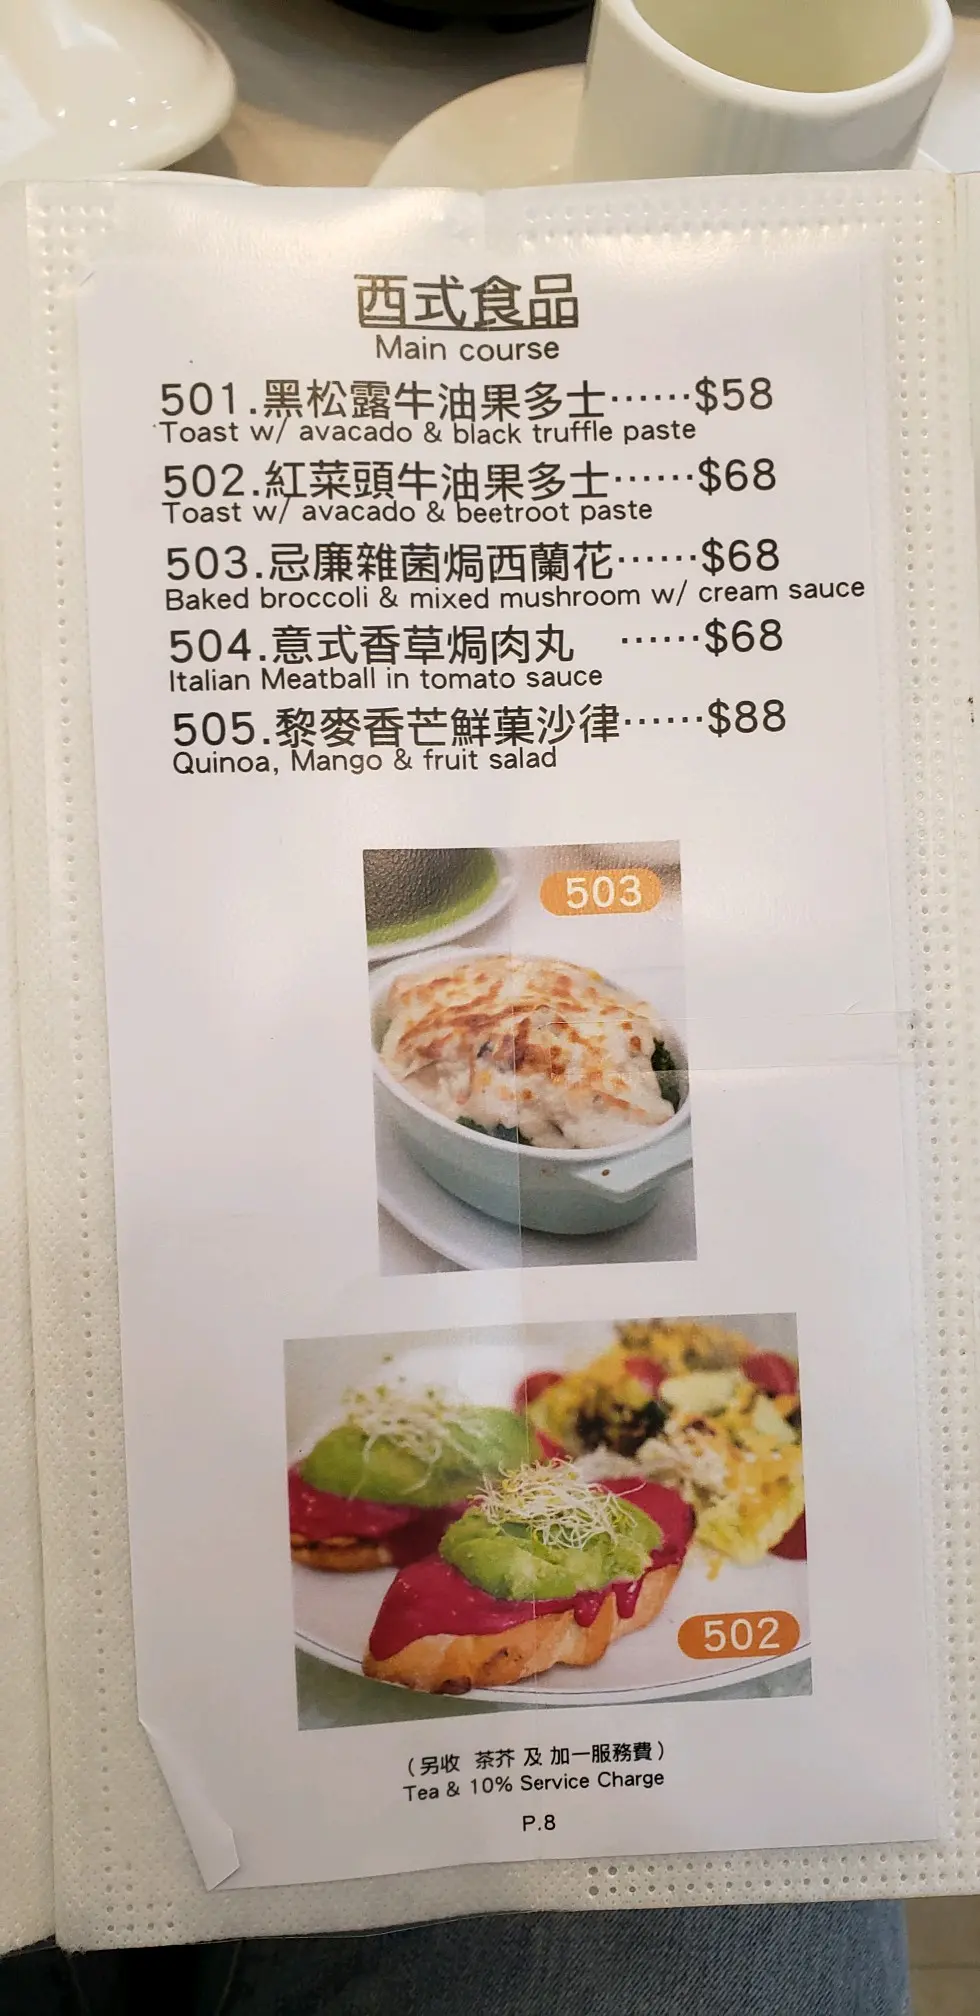 西式食品
Main course
501.黑松露牛油果多士······$58
Toast w/ avacado & black truffle paste
502.紅菜頭牛油果多士······$68
Toast w/ avacado & beetroot paste
503.忌廉雜菌焗西蘭花······$68
Baked broccoli & mixed mushroom w/ cream sauce
504.意式香草焗肉丸 ······$68
Italian Meatball in tomato sauce
505.黎麥香芒鮮菓沙律······$88
Quinoa, Mango & fruit salad
503
502
(另收 茶芥 及 加一服務費)
Tea & 10% Service Charge
P.8